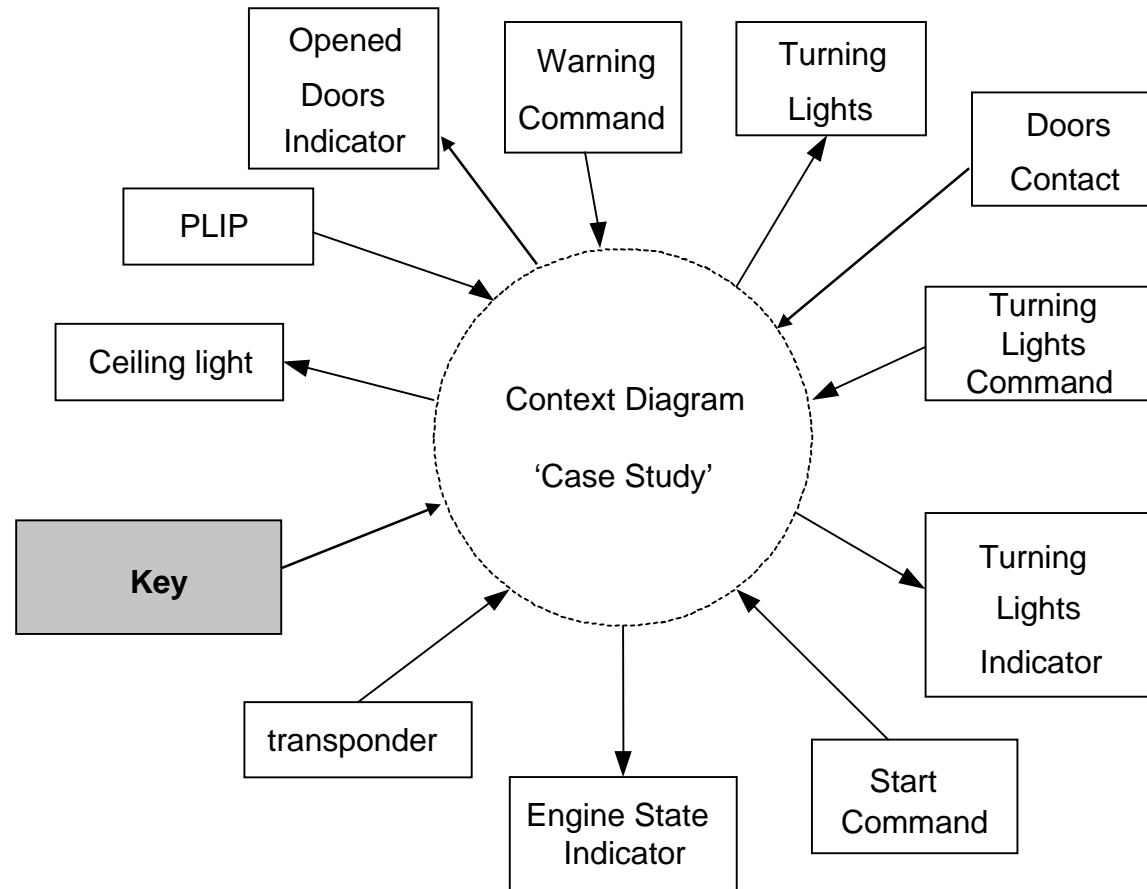 Opened
Doors
Indicator
Warning
Command
Turning
Lights
Doors
Contact
PLIP
Turning
Lights
Command
Ceiling light
Context Diagram
‘Case Study’
Key
Turning
Lights
Indicator
transponder
Start
Command
Engine State
Indicator